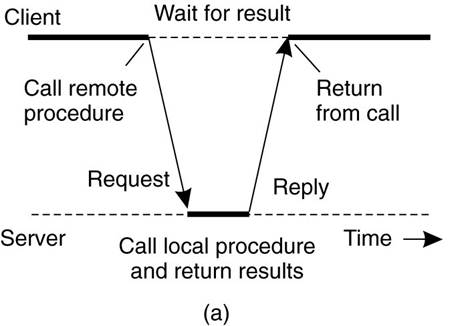 Client
Wait for result
Call remote
procedure
Return
from call
Request
Reply
Server
Call local procedure
and return results
Time
(a)